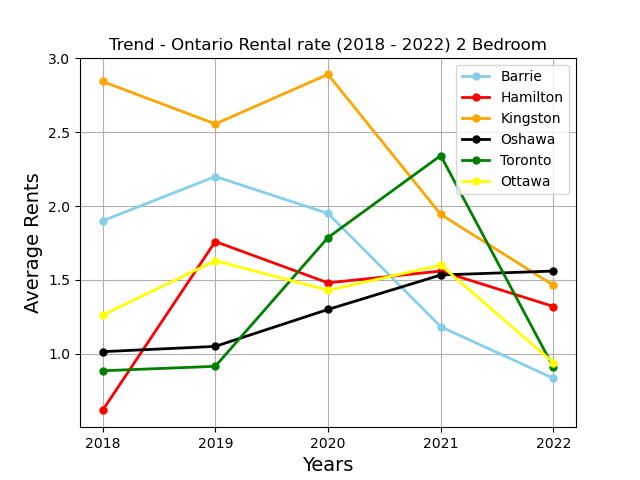 Trend - Ontario Rental rate (2018 - 2022) 2 Bedroom
3.0
2.5
2.0
1.5
1.0
Average Rents
Barrie
Hamilton
Kingston
Oshawa
Toronto
Ottawa
2018 2019 2020 2021 2022
Years